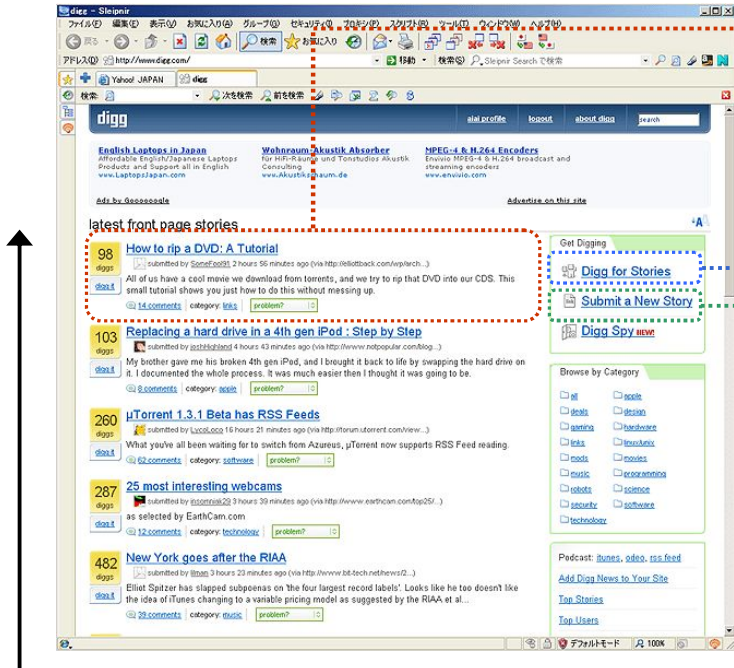 digg - Sleipnir
ファイル(F) 編集(E) 表示(V) お気に入り(A) グループ(G) セキュリティ(I) プロキシ(P) スクリプト(R) ツール(T) ウィンドウ(W) ヘルプ(H)
戻る 検索 お気に入り
アドレス(D) http://www.digg.com/ 移動 検索(S) Sleipnir Search で検索
Yahoo! JAPAN digg
検索: 次を検索 前を検索
digg alai profile logout about digg search
English Laptops in Japan Wohnraum-Akustik Absorber MPEG-4 & H.264 Encoders
Affordable English/Japanese Laptops für HiFi-Räume und Tonstudios Akustik Envivio MPEG-4 & H.264 broadcast and
Products and Support all in English Consulting streaming encoders
www.LaptopsJapan.com www.Akustikschaum.de www.envivio.com
Ads by Goooooogle Advertise on this site
latest front page stories
98 diggs
digg it
How to rip a DVD: A Tutorial
submitted by SomeFool91 2 hours 56 minutes ago (via http://elliottback.com/wp/arch...)
All of us have a cool movie we download from torrents, and we try to rip that DVD into our CDS. This
small tutorial shows you just how to do this without messing up.
14 comments category: links problem?
103 diggs
digg it
Replacing a hard drive in a 4th gen iPod : Step by Step
submitted by joshHighland 4 hours 43 minutes ago (via http://www.notpopular.com/blog...)
My brother gave me his broken 4th gen iPod, and I brought it back to life by swapping the hard drive on
it. I documented the whole process. It was much easier then I thought it was going to be.
8 comments category: apple problem?
260 diggs
digg it
µTorrent 1.3.1 Beta has RSS Feeds
submitted by LycoLoco 16 hours 21 minutes ago (via http://forum.utorrent.com/view...)
What you've all been waiting for to switch from Azureus, µTorrent now supports RSS Feed reading.
62 comments category: software problem?
287 diggs
digg it
25 most interesting webcams
submitted by insomniak29 3 hours 39 minutes ago (via http://www.earthcam.com/top25/...)
as selected by EarthCam.com
12 comments category: technology problem?
482 diggs
digg it
New York goes after the RIAA
submitted by lilman 3 hours 23 minutes ago (via http://www.bit-tech.net/news/2...)
Elliot Spitzer has slapped subpoenas on 'the four largest record labels'. Looks like he too doesn't like
the idea of iTunes changing to a variable pricing model as suggested by the RIAA et al...
39 comments category: music problem?
Get Digging
Digg for Stories
Submit a New Story
Digg Spy NEW!
Browse by Category
all apple
deals design
gaming hardware
links linux/unix
mods movies
music programming
robots science
security software
technology
Podcast: itunes, odeo, rss feed
Add Digg News to Your Site
Top Stories
Top Users
デフォルトモード 100%